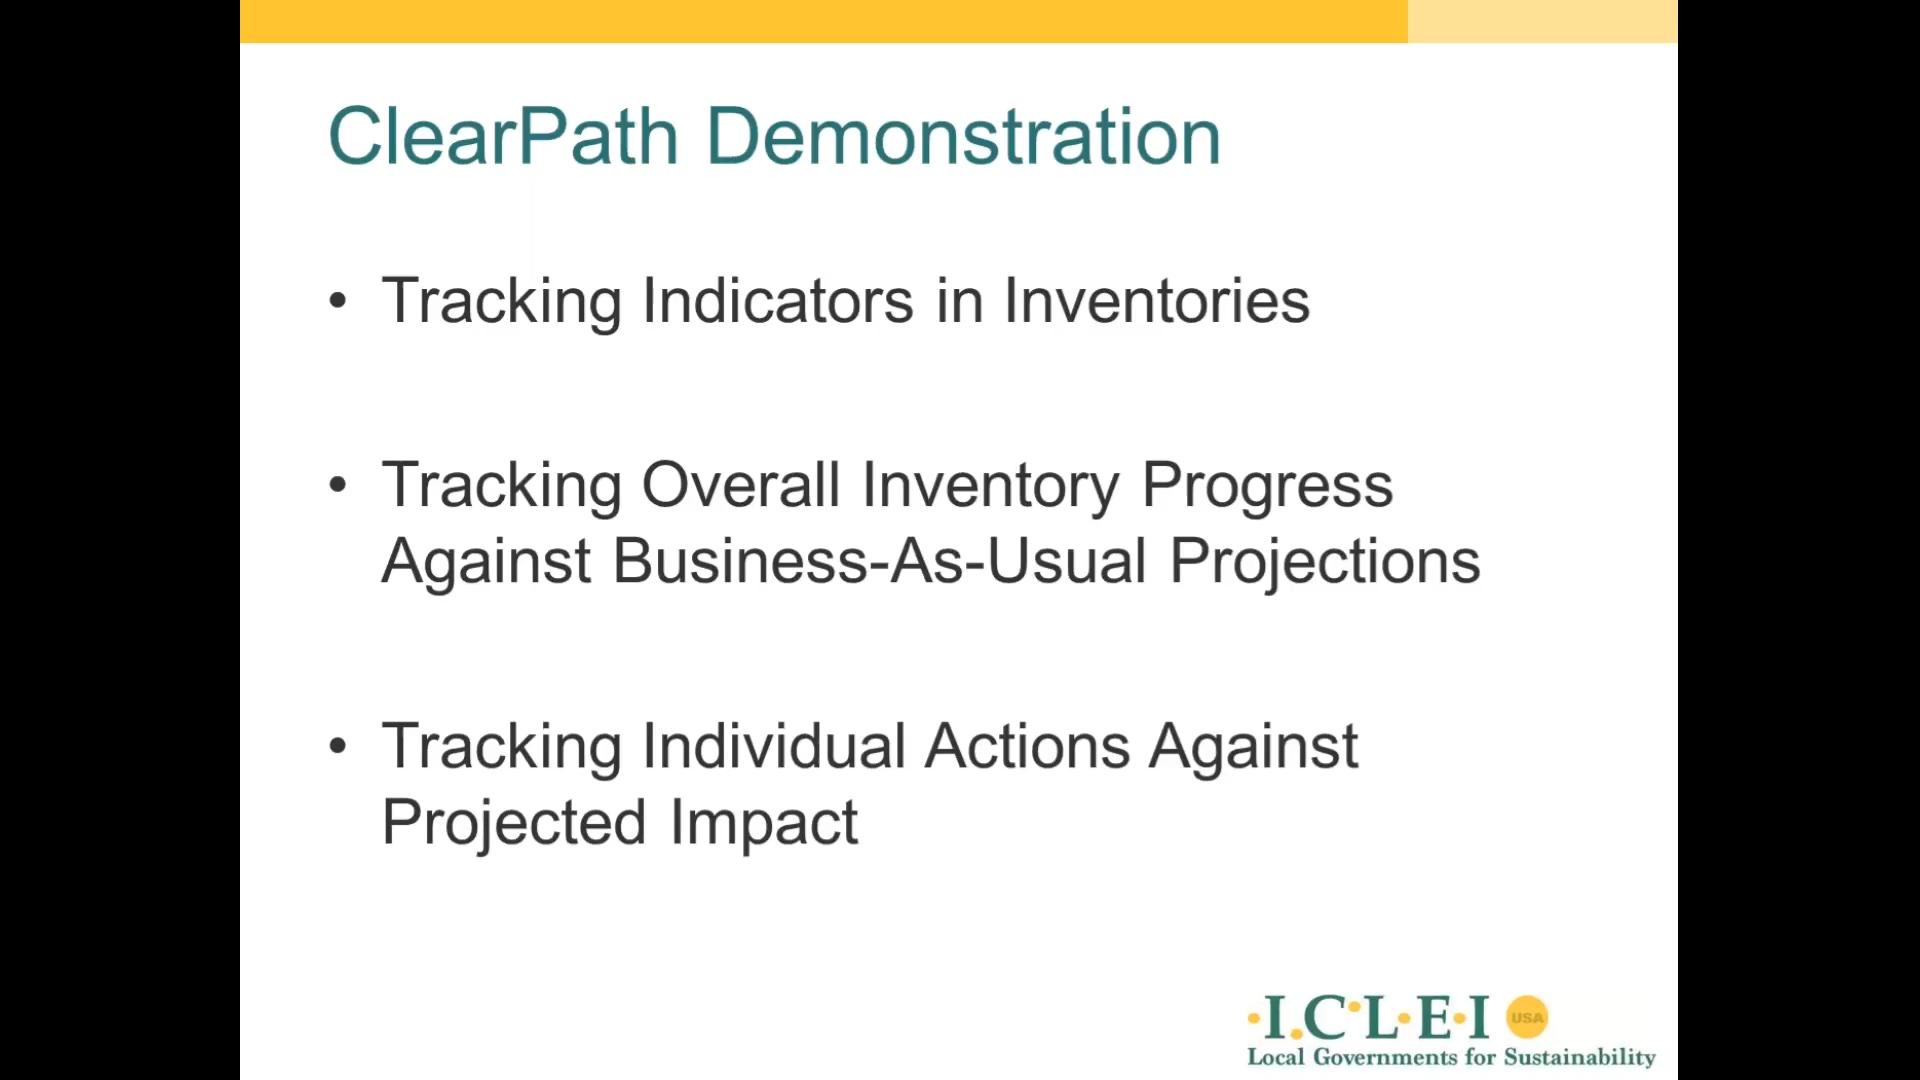 ClearPath Demonstration
• Tracking Indicators in Inventories
• Tracking Overall Inventory Progress
Against Business-As-Usual Projections
• Tracking Individual Actions Against
Projected Impact
I.C.L.E.I USA
Local Governments for Sustainability